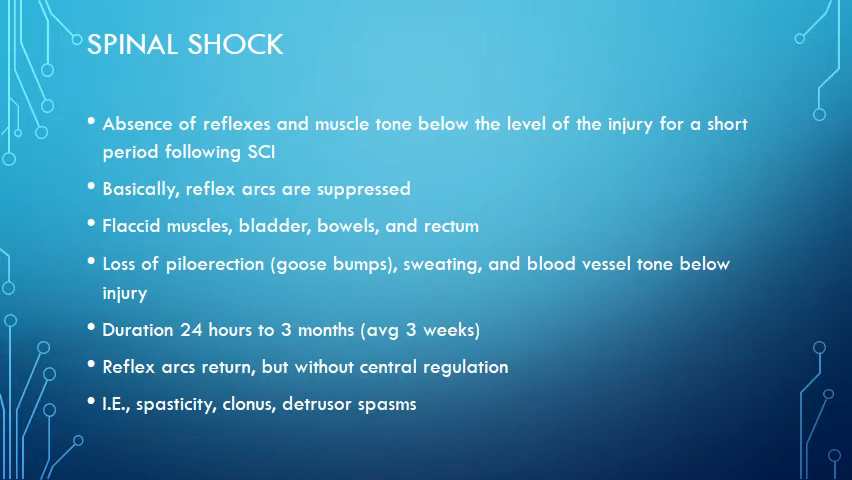 SPINAL SHOCK
• Absence of reflexes and muscle tone below the level of the injury for a short
period following SCI
• Basically, reflex arcs are suppressed
• Flaccid muscles, bladder, bowels, and rectum
• Loss of piloerection (goose bumps), sweating, and blood vessel tone below
injury
• Duration 24 hours to 3 months (avg 3 weeks)
• Reflex arcs return, but without central regulation
• I.E., spasticity, clonus, detrusor spasms